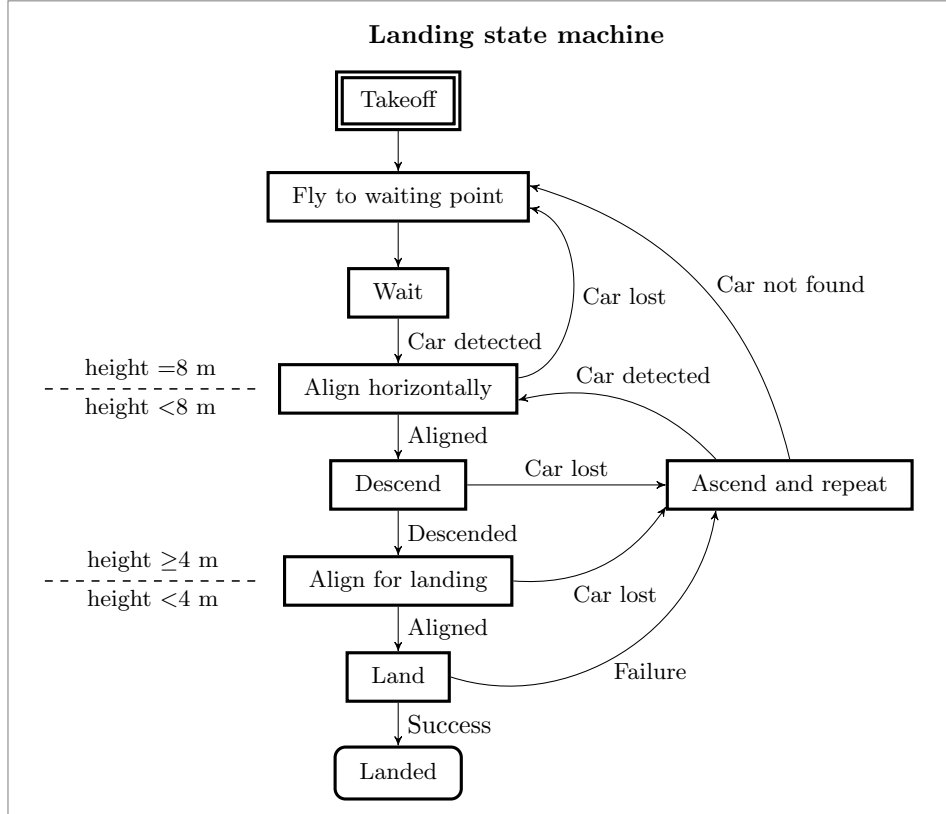 Landing state machine
Takeoff
Fly to waiting point
Wait
Car not found
Car lost
Car detected
height =8 m
height <8 m
Align horizontally
Car detected
Aligned
Descend
Car lost
Ascend and repeat
Descended
height ≥4 m
height <4 m
Align for landing
Car lost
Aligned
Land
Failure
Success
Landed